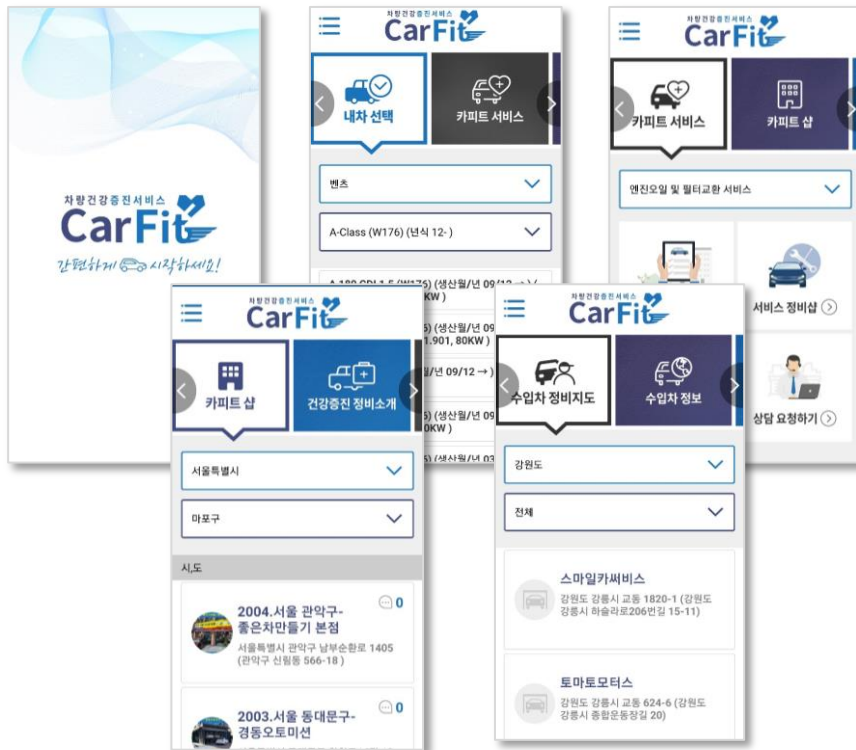 차량건강증진서비스
CarFit
간편하게 시작하세요!
차량건강증진서비스
CarFit
내차 선택
카피트 서비스
벤츠
A-Class (W176) (년식 12- )
차량건강증진서비스
CarFit
카피트 서비스
카피트 샵
엔진오일 및 필터교환 서비스
서비스 정비샵
상담 요청하기
차량건강증진서비스
CarFit
카피트 샵
건강증진 정비소개
서울특별시
마포구
시,도
2004.서울 관악구-
좋은차만들기 본점
0
서울특별시 관악구 남부순환로 1405
(관악구 신림동 566-18 )
2003.서울 동대문구-
경동오토미션
0
차량건강증진서비스
CarFit
수입차 정비지도
수입차 정보
강원도
전체
스마일카써비스
강원도 강릉시 교동 1820-1 (강원도
강릉시 하슬라로206번길 15-11)
토마토모터스
강원도 강릉시 교동 624-6 (강원도
강릉시 종합운동장길 20)